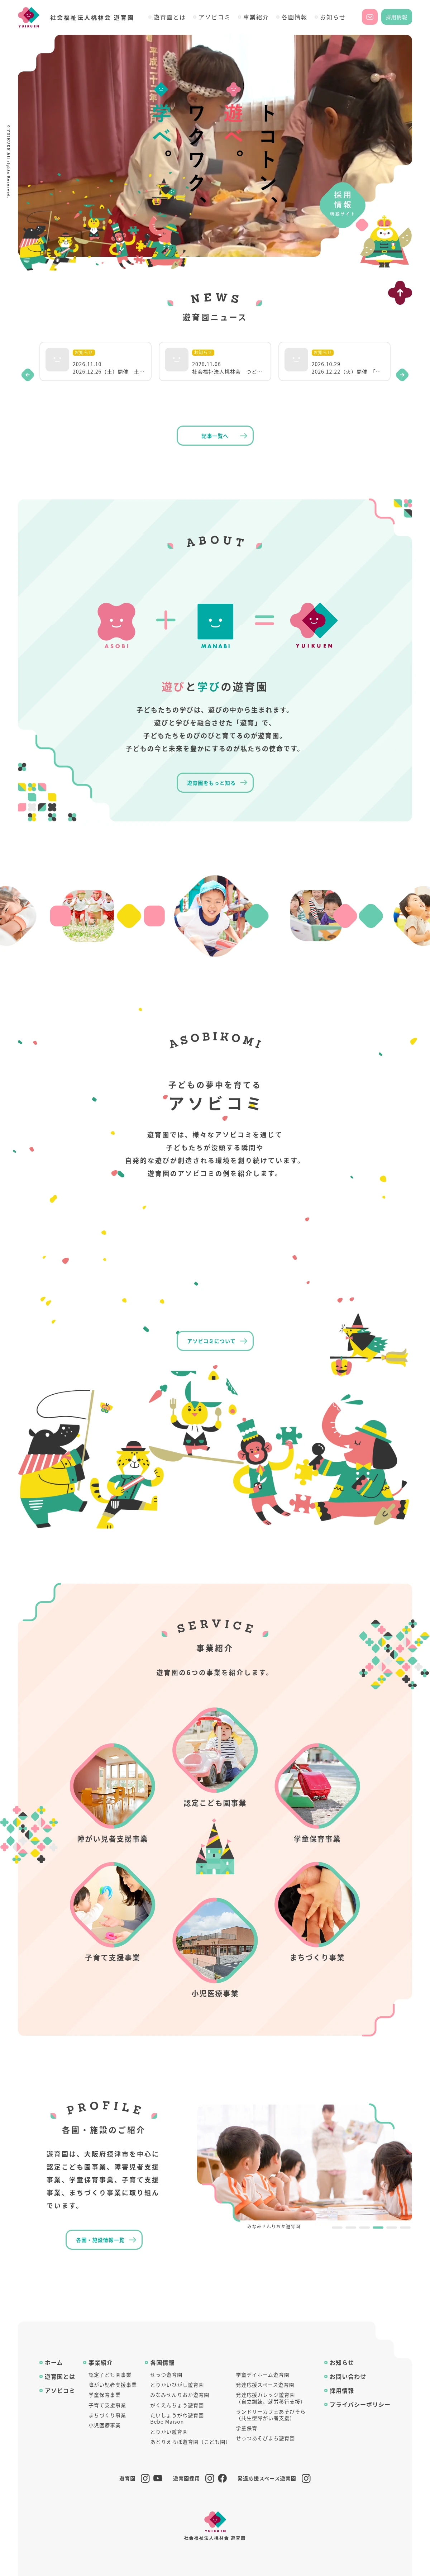 YUIKUEN
社会福祉法人桃林会 遊育園
遊育園とは
アソビコミ
事業紹介
各園情報
お知らせ
採用情報
© YUIKUEN All rights Reserved.
トコトン、
遊べ。
ワクワク、
学べ。
採用
情報
特設サイト
NEWS
遊育園ニュース
お知らせ
2026.11.10
2026.12.26（土）開催 土…
お知らせ
2026.11.06
社会福祉法人桃林会 つど…
お知らせ
2026.10.29
2026.12.22（火）開催 「…
記事一覧へ
ABOUT
ASOBI
MANABI
YUIKUEN
遊びと学びの遊育園
子どもたちの学びは、遊びの中から生まれます。
遊びと学びを融合させた「遊育」で、
子どもたちをのびのびと育てるのが遊育園。
子どもの今と未来を豊かにするのが私たちの使命です。
遊育園をもっと知る
ASOBIKOMI
子どもの夢中を育てる
アソビコミ
遊育園では、様々なアソビコミを通じて
子どもたちが没頭する瞬間や
自発的な遊びが創造される環境を創り続けています。
遊育園のアソビコミの例を紹介します。
アソビコミについて
SERVICE
事業紹介
遊育園の6つの事業を紹介します。
認定こども園事業
障がい児者支援事業
学童保育事業
子育て支援事業
まちづくり事業
小児医療事業
PROFILE
各園・施設のご紹介
遊育園は、大阪府摂津市を中心に
認定こども園事業、障害児者支援
事業、学童保育事業、子育て支援
事業、まちづくり事業に取り組ん
でいます。
各園・施設情報一覧
みなみせんりおか遊育園
ホーム
遊育園とは
アソビコミ
事業紹介
認定子ども園事業
障がい児者支援事業
学童保育事業
子育て支援事業
まちづくり事業
小児医療事業
各園情報
せっつ遊育園
とりかいひがし遊育園
みなみせんりおか遊育園
がくえんちょう遊育園
たいしょうがわ遊育園
Bebe Maison
とりかい遊育園
あとりえらぼ遊育園（こども園）
学童デイホーム遊育園
発達応援スペース遊育園
発達応援カレッジ遊育園
（自立訓練、就労移行支援）
ランドリーカフェあそびそら
（共生型障がい者支援）
学童保育
せっつあそびまち遊育園
お知らせ
お問い合わせ
採用情報
プライバシーポリシー
遊育園
遊育園採用
発達応援スペース遊育園
YUIKUEN
社会福祉法人桃林会 遊育園